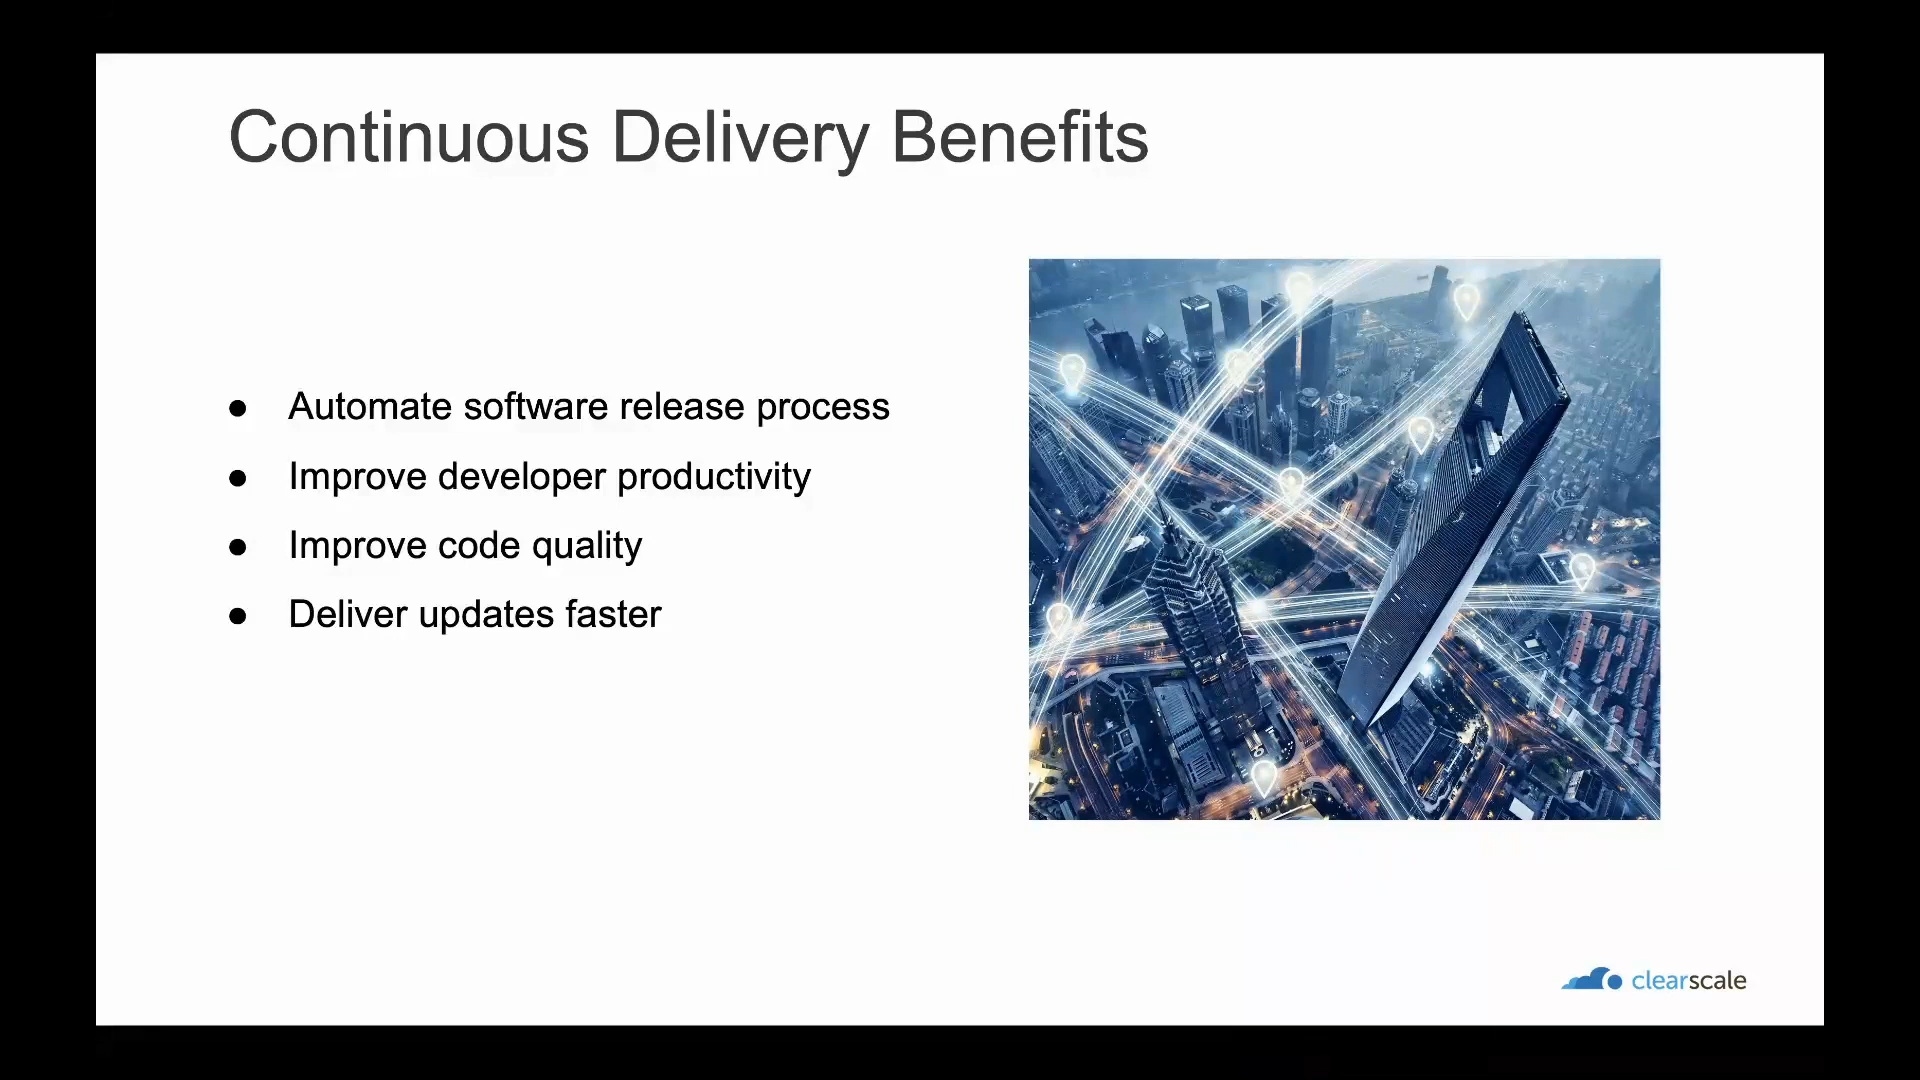 Continuous Delivery Benefits
● Automate software release process
● Improve developer productivity
● Improve code quality
● Deliver updates faster
clearscale